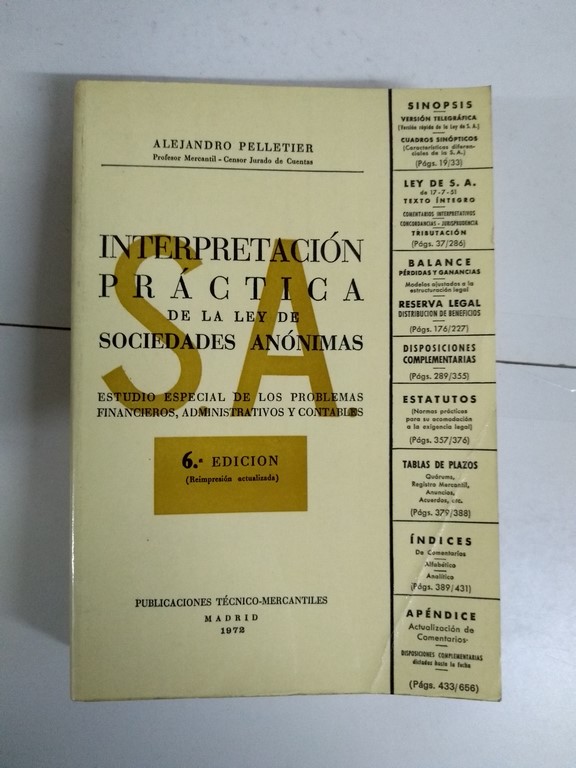 ALEJANDRO PELLETIER
Profesor Mercantil - Censor Jurado de Cuentas
SA
INTERPRETACIÓN
PRÁCTICA
DE LA LEY DE
SOCIEDADES ANÓNIMAS
ESTUDIO ESPECIAL DE LOS PROBLEMAS
FINANCIEROS, ADMINISTRATIVOS Y CONTABLES
6.ª EDICION
(Reimpresión actualizada)
PUBLICACIONES TÉCNICO-MERCANTILES
MADRID
1972
SINOPSIS
VERSIÓN TELEGRÁFICA
(Versión rápida de la Ley de S. A.)
CUADROS SINÓPTICOS
(Características diferen-
ciales de la S. A.)
(Págs. 19/33)
LEY DE S. A.
de 17-7-51
TEXTO ÍNTEGRO
COMENTARIOS INTERPRETATIVOS
CONCORDANCIAS - JURISPRUDENCIA
TRIBUTACIÓN
(Págs. 37/286)
BALANCE
PÉRDIDAS Y GANANCIAS
Modelos ajustados a la
estructuración legal
RESERVA LEGAL
DISTRIBUCION DE BENEFICIOS
(Págs. 176/227)
DISPOSICIONES
COMPLEMENTARIAS
(Págs. 289/355)
ESTATUTOS
(Normas prácticas
para su acomodación
a la exigencia legal)
(Págs. 357/376)
TABLAS DE PLAZOS
Quórums,
Registro Mercantil,
Anuncios,
Acuerdos, etc.
(Págs. 379/388)
ÍNDICES
De Comentarios
Alfabético
Analítico
(Págs. 389/431)
APÉNDICE
Actualización de
Comentarios
DISPOSICIONES COMPLEMENTARIAS
dictadas hasta la fecha
(Págs. 433/656)